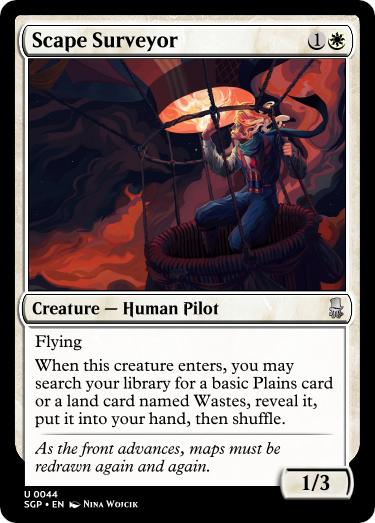 Scape Surveyor 1
Creature — Human Pilot
Flying
When this creature enters, you may
search your library for a basic Plains card
or a land card named Wastes, reveal it,
put it into your hand, then shuffle.
As the front advances, maps must be
redrawn again and again.
1/3
U 0044
SGP • EN Nina Wojcik